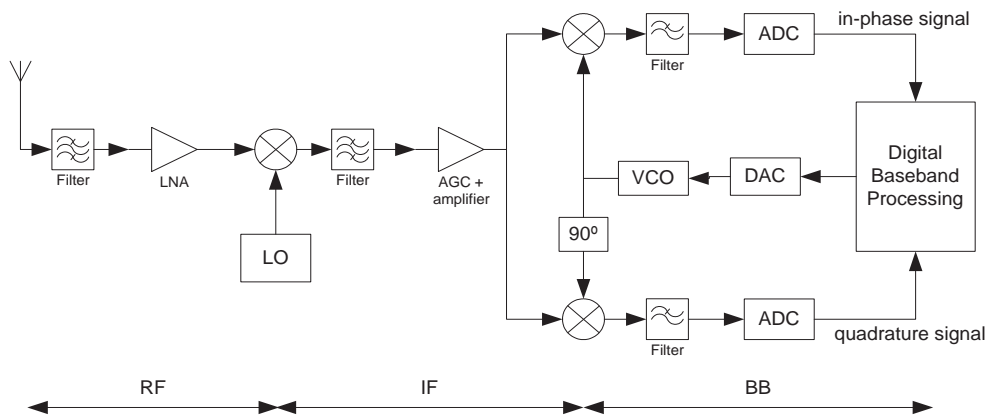 in-phase signal
ADC
Filter
Filter
LNA
LO
Filter
AGC +
amplifier
VCO
DAC
Digital
Baseband
Processing
90º
ADC
Filter
quadrature signal
RF
IF
BB